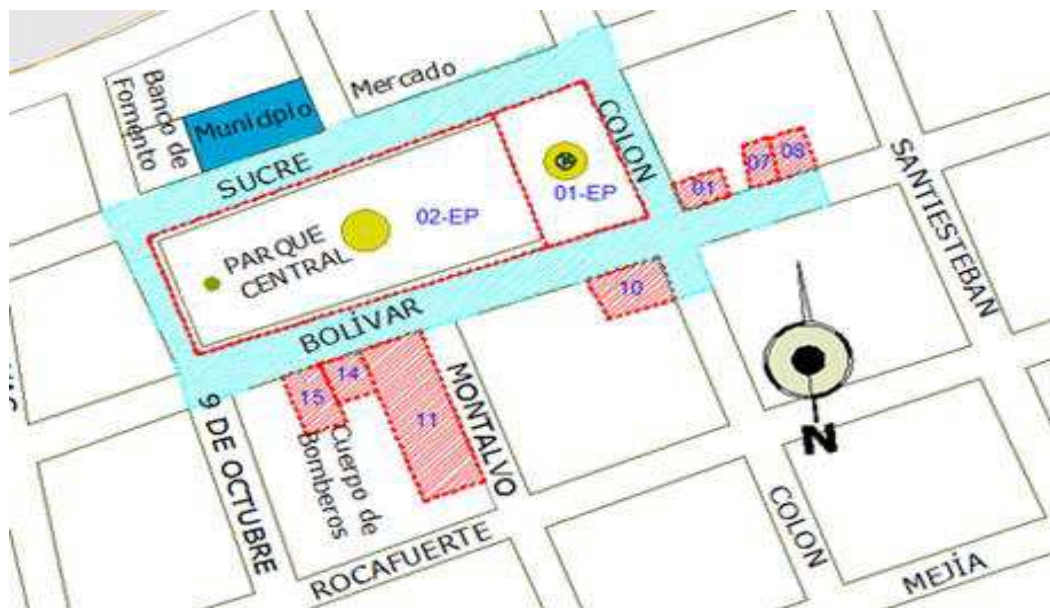 Banco de
Fomento
Municipio
Mercado
SUCRE
COLON
SANTIESTEBAN
01-EP
02-EP
01
07
08
PARQUE
CENTRAL
BOLÍVAR
10
14
15
11
MONTALVO
9 DE OCTUBRE
Cuerpo de
Bomberos
ROCAFUERTE
N
COLON
MEJÍA